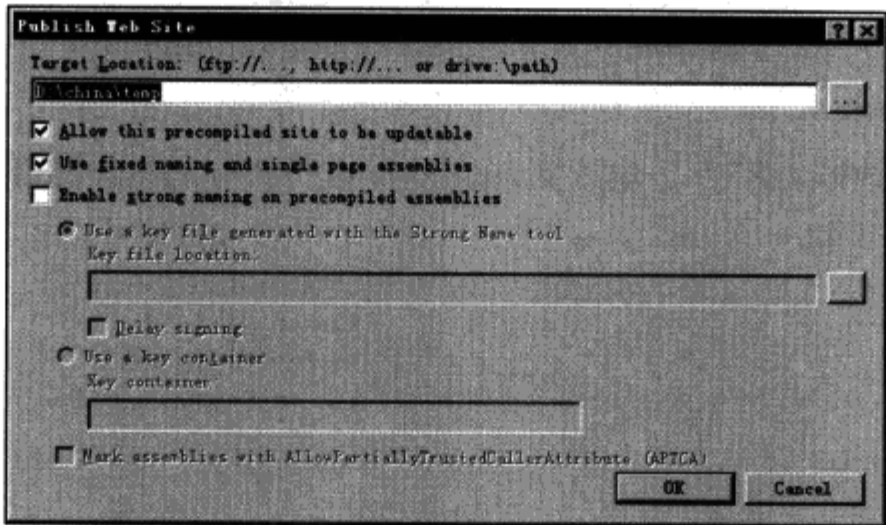 Publish Web Site
Target Location: (ftp://..., http://... or drive:\path)
D:\china\temp
...
Allow this precompiled site to be updatable
Use fixed naming and single page assemblies
Enable strong naming on precompiled assemblies
Use a key file generated with the Strong Name tool
Key file location:
Delay signing
Use a key container
Key container
Mark assemblies with AllowPartiallyTrustedCallerAttribute (APTCA)
OK Cancel